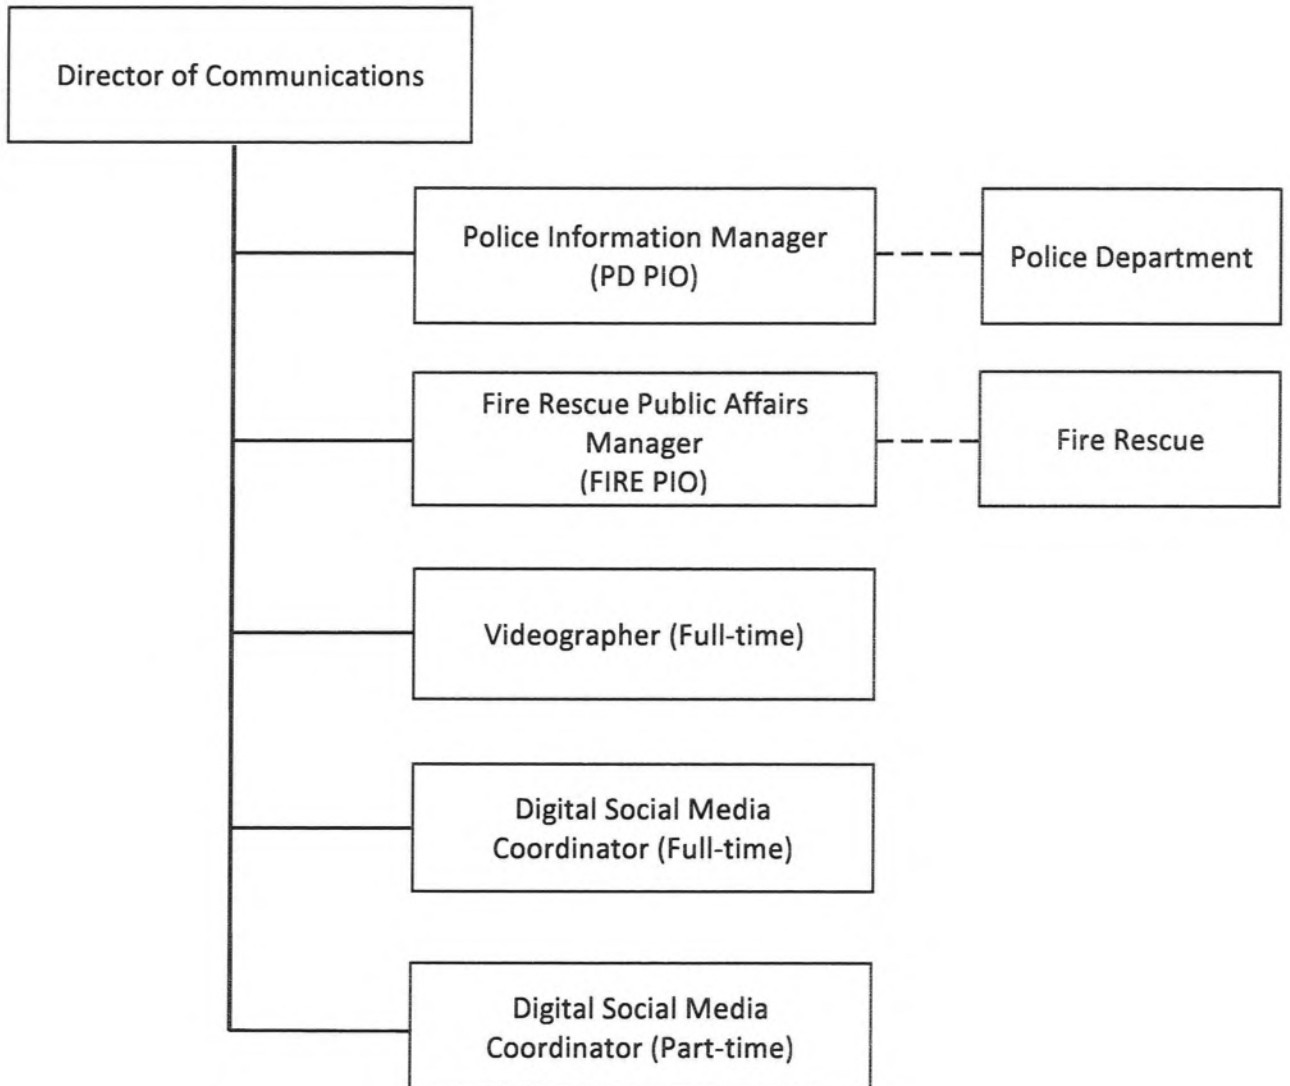 Director of Communications
Police Information Manager
(PD PIO)
Police Department
Fire Rescue Public Affairs
Manager
(FIRE PIO)
Fire Rescue
Videographer (Full-time)
Digital Social Media
Coordinator (Full-time)
Digital Social Media
Coordinator (Part-time)